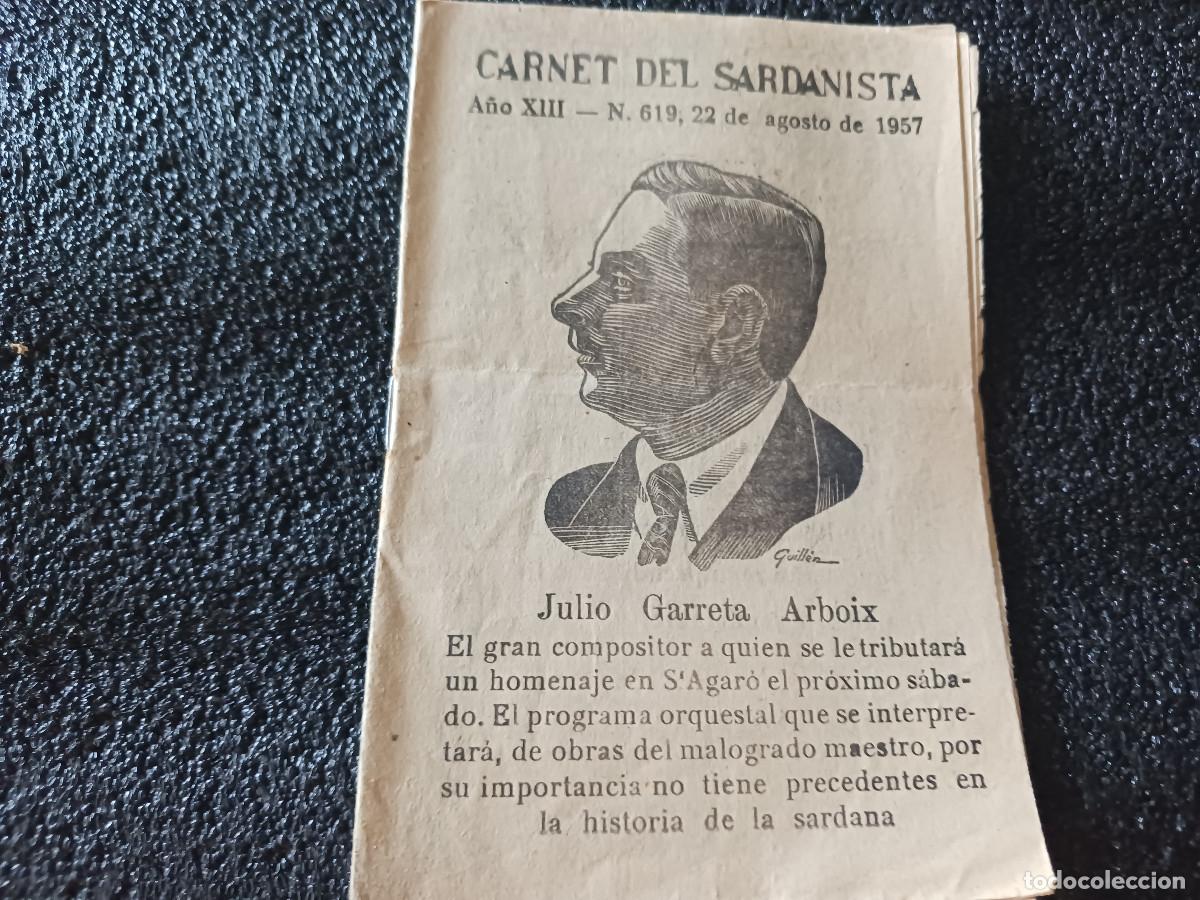 CARNET DEL SARDANISTA
Año XIII — N. 619, 22 de agosto de 1957
Guillén
Julio Garreta Arboix
El gran compositor a quien se le tributará
un homenaje en S'Agaró el próximo sába-
do. El programa orquestal que se interpre-
tárá, de obras del malogrado maestro, por
su importancia no tiene precedentes en
la historia de la sardana
todocoleccion